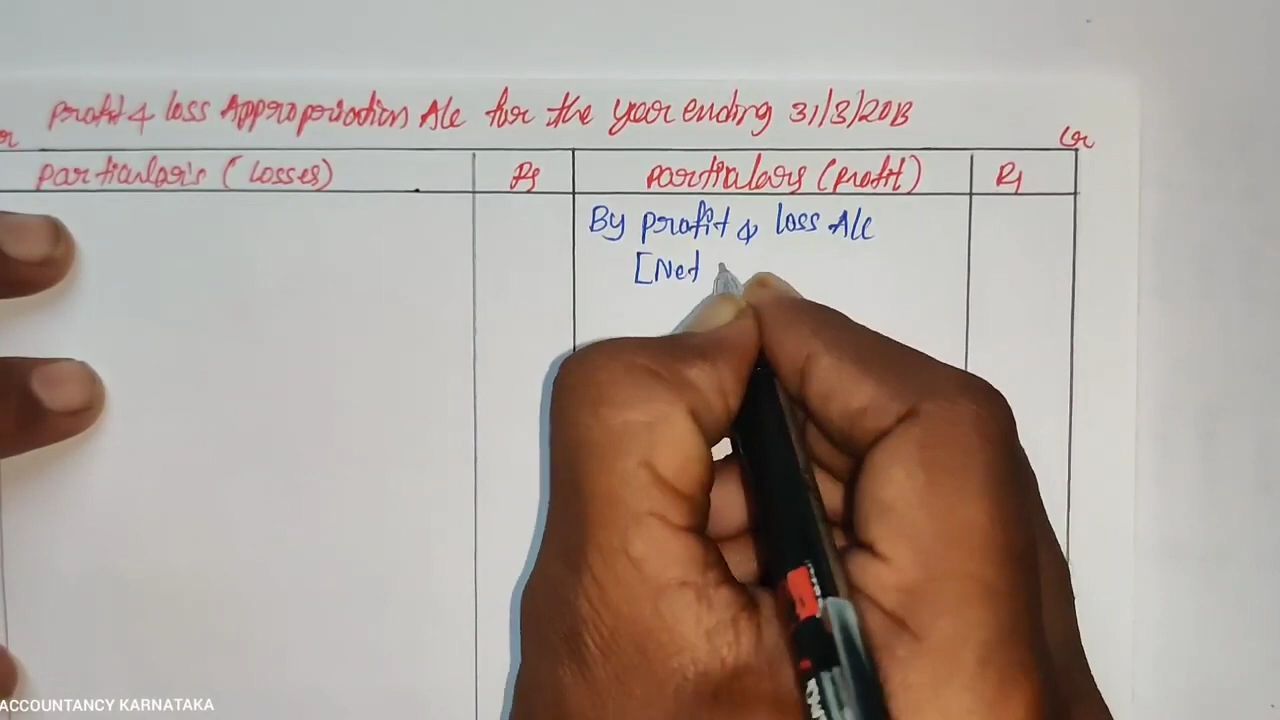 Profit & loss Appropriation A/c for the year ending 31/3/2013
Cr
Particulars (Losses) Rs Particulars (Profit) Rs
By profit & loss A/c
[Net
ACCOUNTANCY KARNATAKA